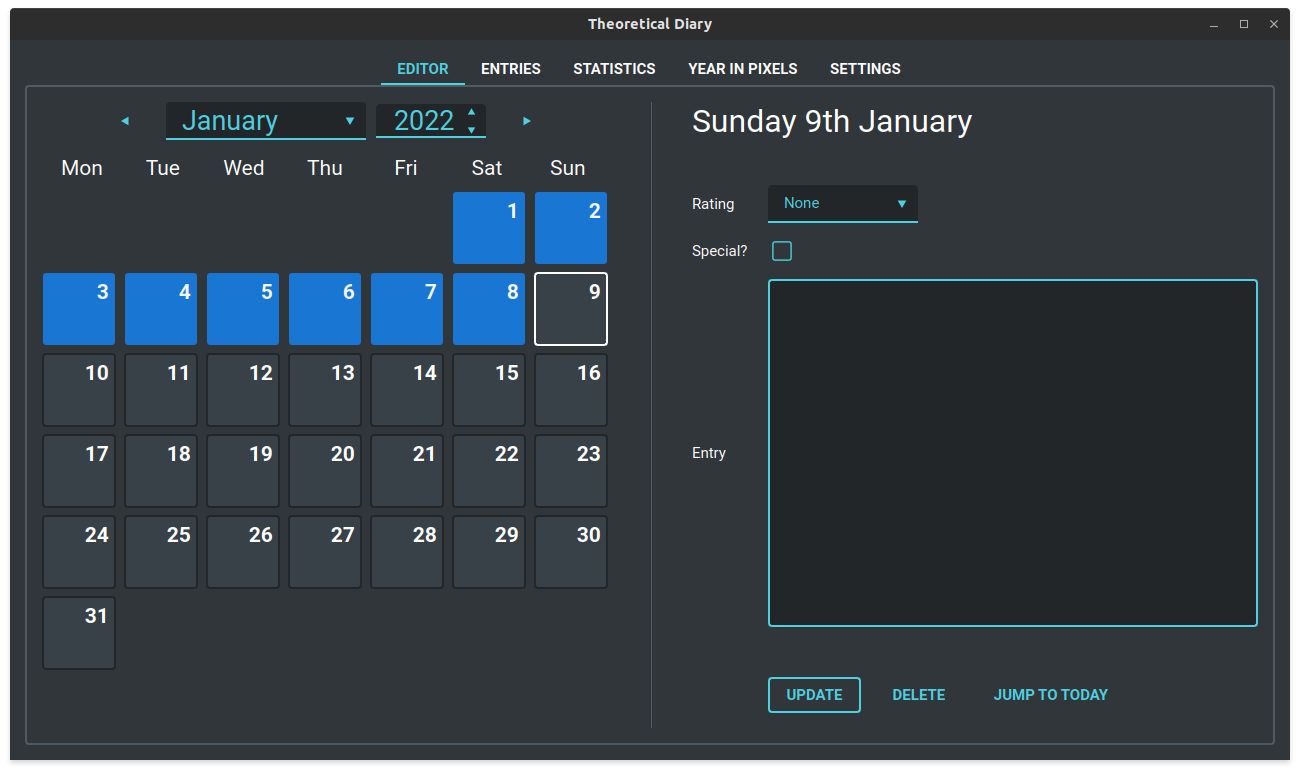 Theoretical Diary
EDITOR ENTRIES STATISTICS YEAR IN PIXELS SETTINGS
January 2022
Mon Tue Wed Thu Fri Sat Sun
1 2
3 4 5 6 7 8 9
10 11 12 13 14 15 16
17 18 19 20 21 22 23
24 25 26 27 28 29 30
31
Sunday 9th January
Rating None
Special?
Entry
UPDATE DELETE JUMP TO TODAY